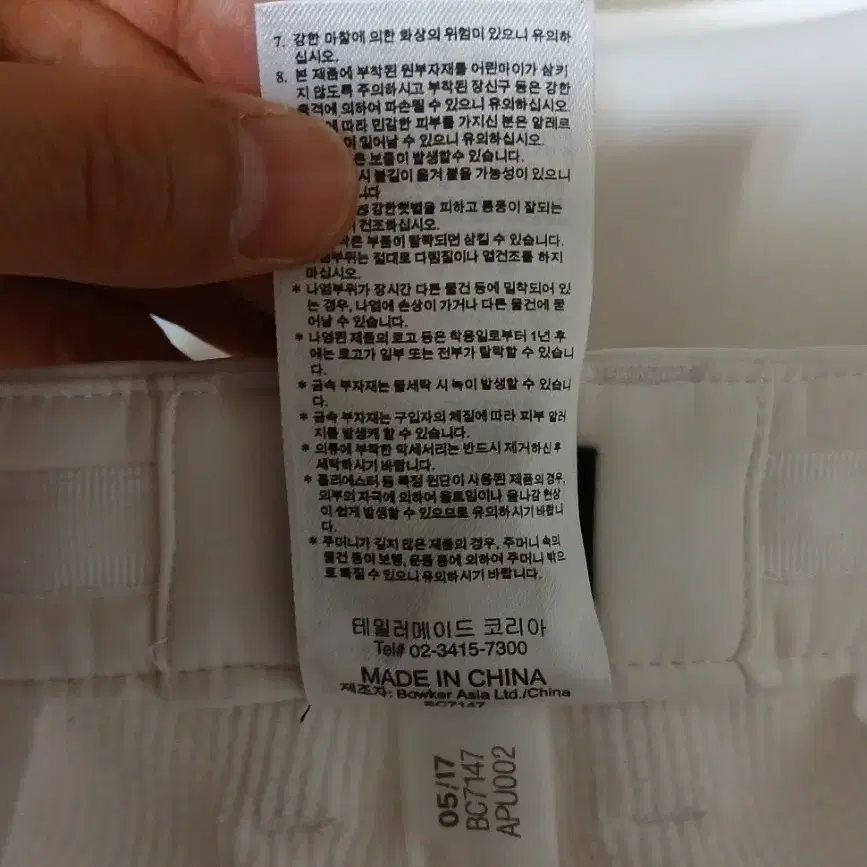 7. 강한 마찰에 의한 화상의 위험이 있으니 유의하
십시오.
8. 본 제품에 부착된 원부자재를 어린아이가 삼키
지 않도록 주의하시고 부착된 장신구 등은 강한
충격에 의하여 파손될 수 있으니 유의하십시오.
에 따라 민감한 피부를 가지신 분은 알레르
이 일어날 수 있으니 유의하십시오.
은 보풀이 발생할수 있습니다.
시 불길이 옮겨 붙을 가능성이 있으니
니다
강한햇볕을 피하고 통풍이 잘되는
건조하십시오.
작은 부품이 탈락되면 삼킬 수 있습니다.
나염부위는 절대로 다림질이나 열건조를 하지
마십시오.
* 나염부위가 장시간 다른 물건 등에 밀착되어 있
는 경우, 나염에 손상이 가거나 다른 물건에 묻
어날 수 있습니다.
* 나염된 제품의 로고 등은 착용일로부터 1년 후
에는 로고가 일부 또는 전부가 탈락할 수 있습니
다.
* 금속 부자재는 물세탁 시 녹이 발생할 수 있습니
다.
* 금속 부자재는 구입자의 체질에 따라 피부 알러
지를 발생케 할 수 있습니다.
* 의류에 부착한 악세서리는 반드시 제거하신 후
세탁하시기 바랍니다.
* 폴리에스터 등 특정 원단이 사용된 제품의 경우,
외부의 자극에 의하여 올트임이나 올나감 현상
이 쉽게 발생할 수 있으므로 유의하시기 바랍니
다.
* 주머니가 깊지 않은 제품의 경우, 주머니 속의
물건 등이 보행, 운동 중에 의하여 주머니 밖으
로 빠질 수 있으니 유의하시기 바랍니다.
테일러메이드 코리아
Tel# 02-3415-7300
MADE IN CHINA
제조자: Bowker Asia Ltd./China
BC7147
05/17
BC7147
APU002